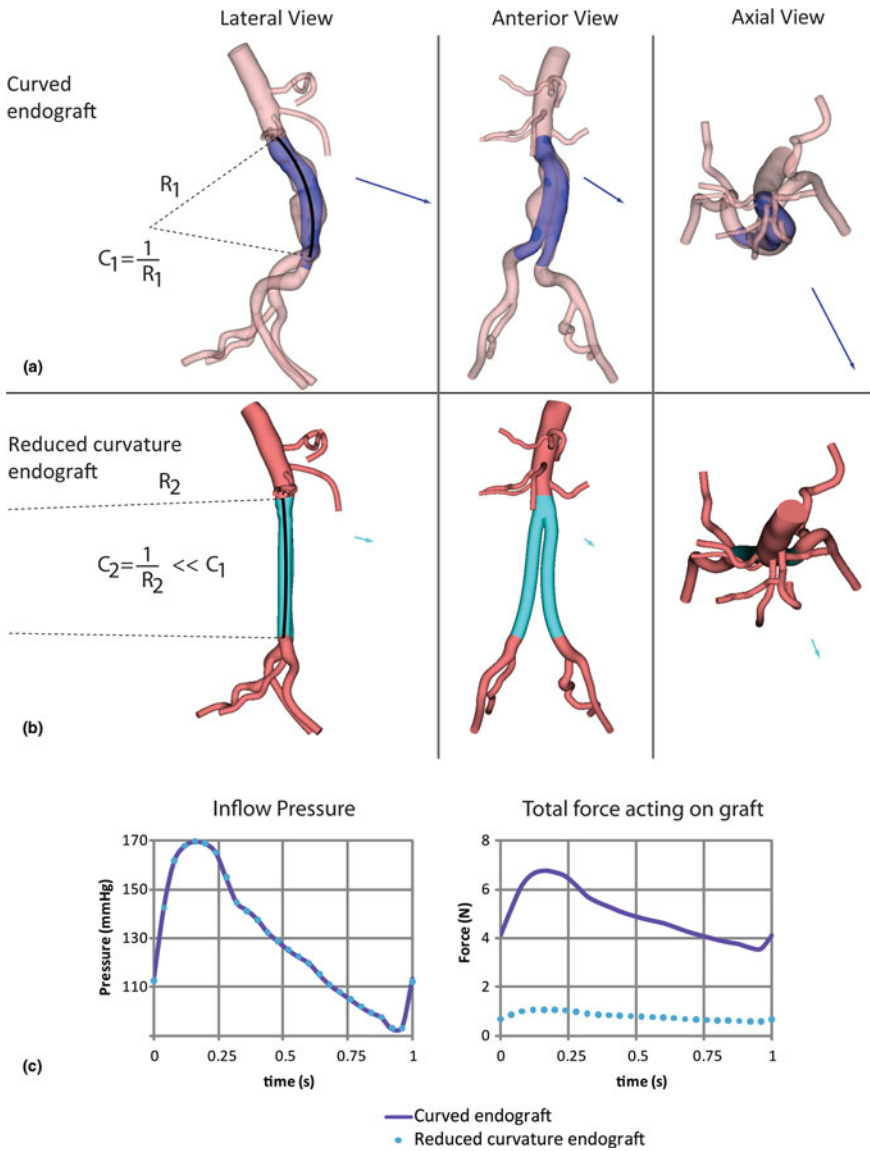 Lateral View
Anterior View
Axial View
Curved
endograft
R1
C1=1/R1
(a)
Reduced curvature
endograft
R2
C2=1/R2 << C1
(b)
Inflow Pressure
Pressure (mmHg)
170
150
130
110
0 0.25 0.5 0.75 1
time (s)
Total force acting on graft
Force (N)
8
6
4
2
0
0 0.25 0.5 0.75 1
time (s)
(c)
Curved endograft
Reduced curvature endograft